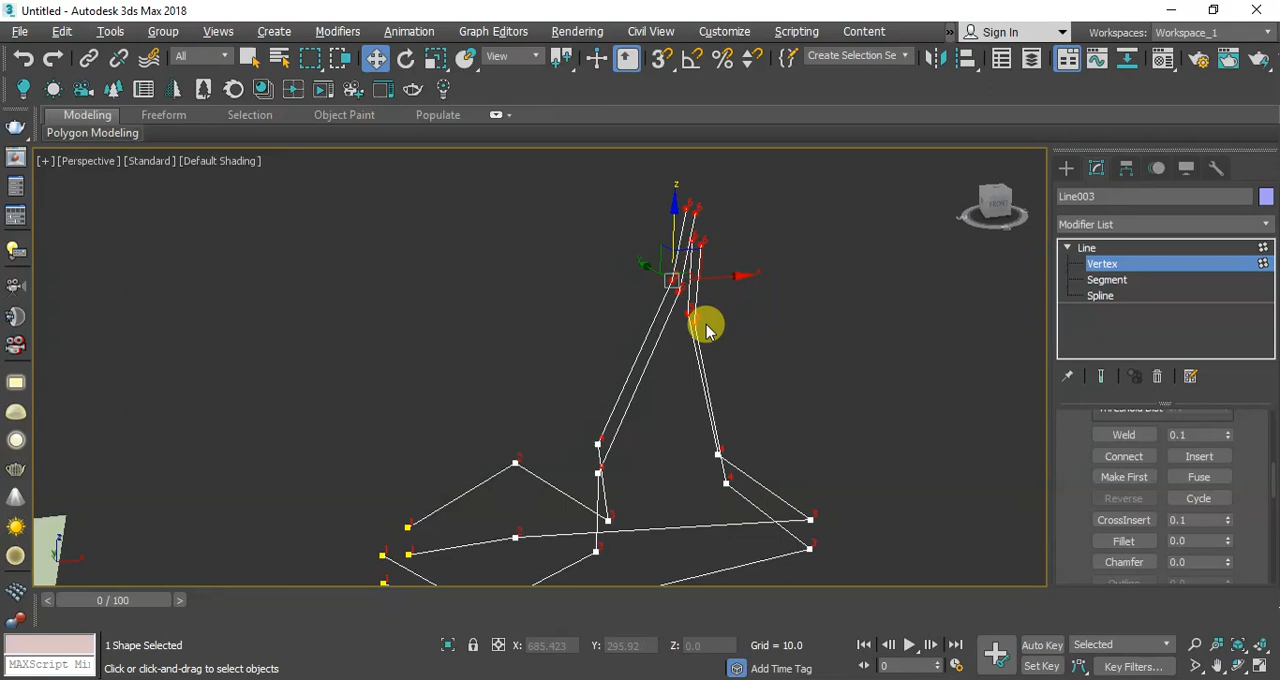 Untitled - Autodesk 3ds Max 2018
File Edit Tools Group Views Create Modifiers Animation Graph Editors Rendering Civil View Customize Scripting Content » Sign In Workspaces: Workspace_1
All View Create Selection Se
Modeling Freeform Selection Object Paint Populate
Polygon Modeling
[+] [Perspective] [Standard] [Default Shading]
z
FRONT
Line003
Modifier List
Line
Vertex
Segment
Spline
Weld 0.1
Connect Insert
Make First Fuse
Reverse Cycle
CrossInsert 0.1
Fillet 0.0
Chamfer 0.0
< 0 / 100 >
1 Shape Selected X: 685.423 Y: 295.92 Z: 0.0 Grid = 10.0 Auto Key Selected
MAXScript Mi Click or click-and-drag to select objects Add Time Tag 0 Set Key Key Filters...